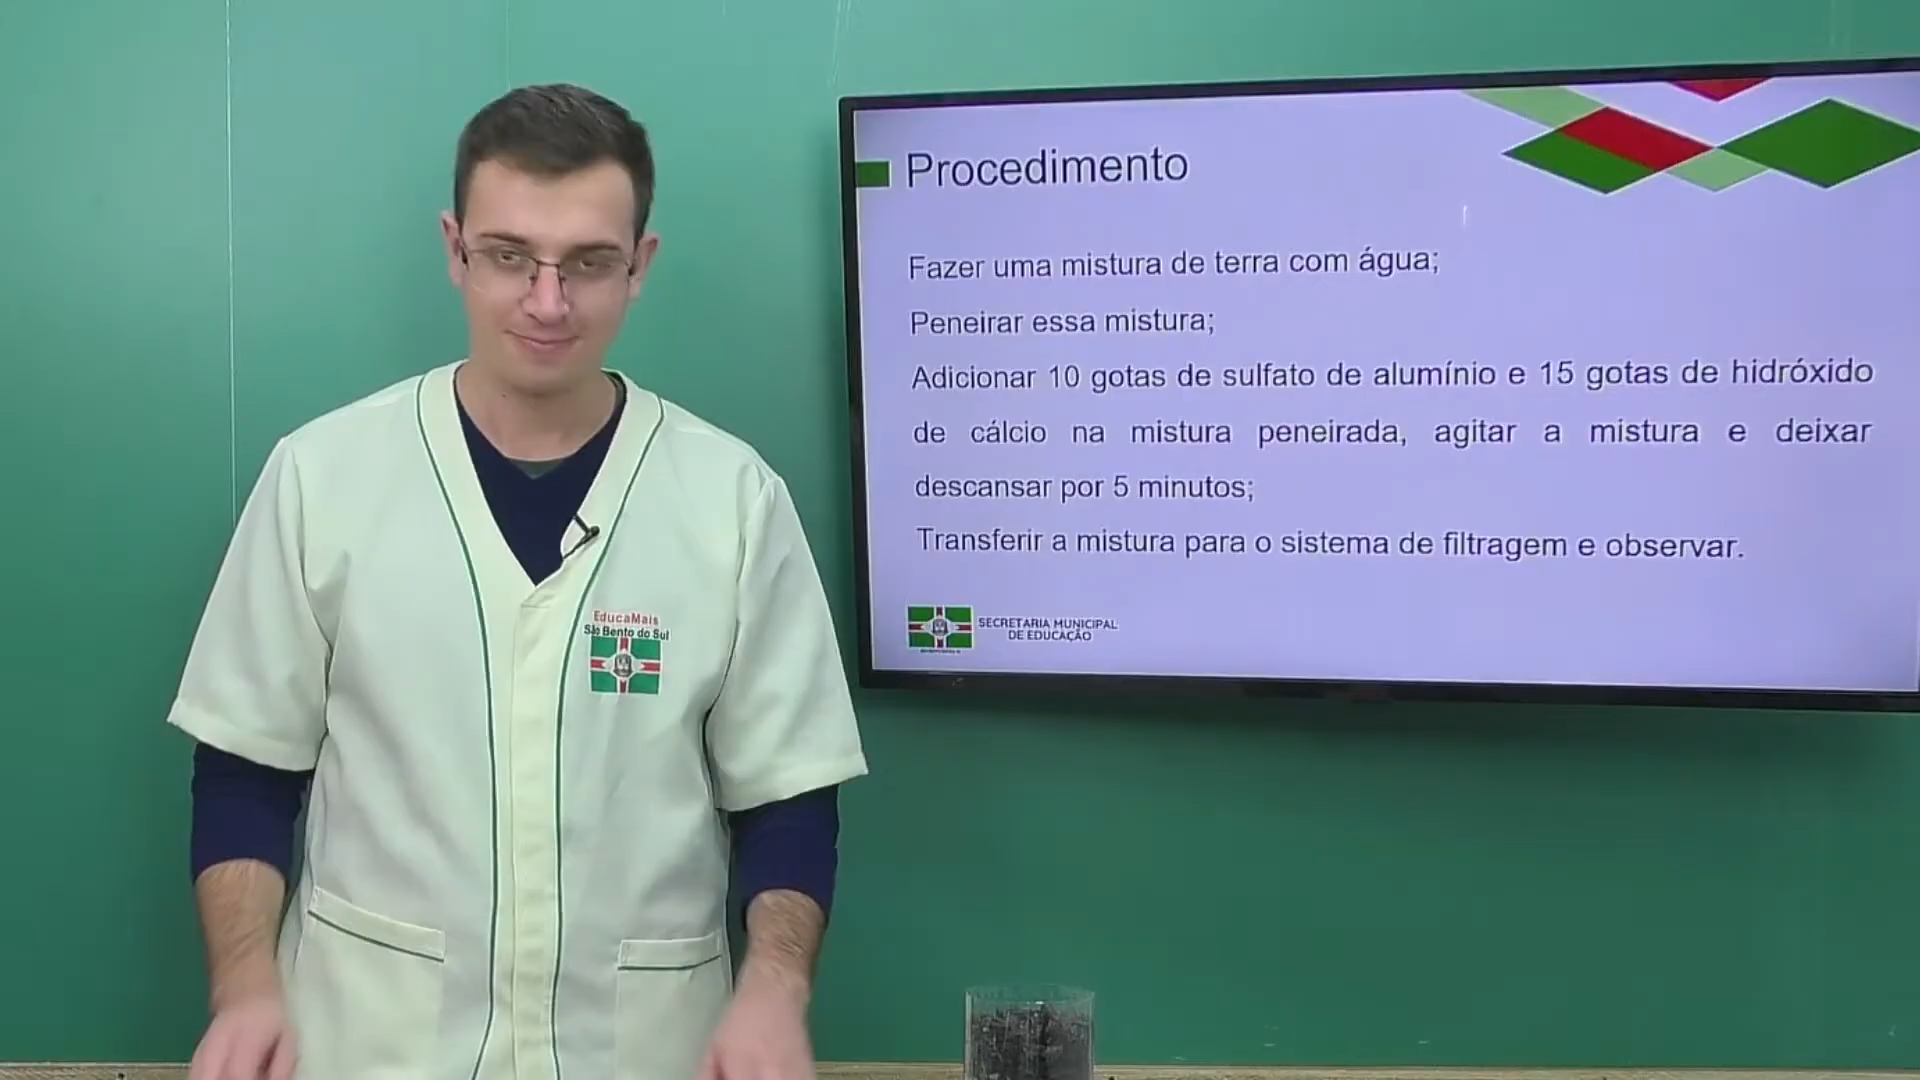 Procedimento
Fazer uma mistura de terra com água;
Peneirar essa mistura;
Adicionar 10 gotas de sulfato de alumínio e 15 gotas de hidróxido
de cálcio na mistura peneirada, agitar a mistura e deixar
descansar por 5 minutos;
Transferir a mistura para o sistema de filtragem e observar.
SECRETARIA MUNICIPAL
DE EDUCAÇÃO
EducaMais
São Bento do Sul